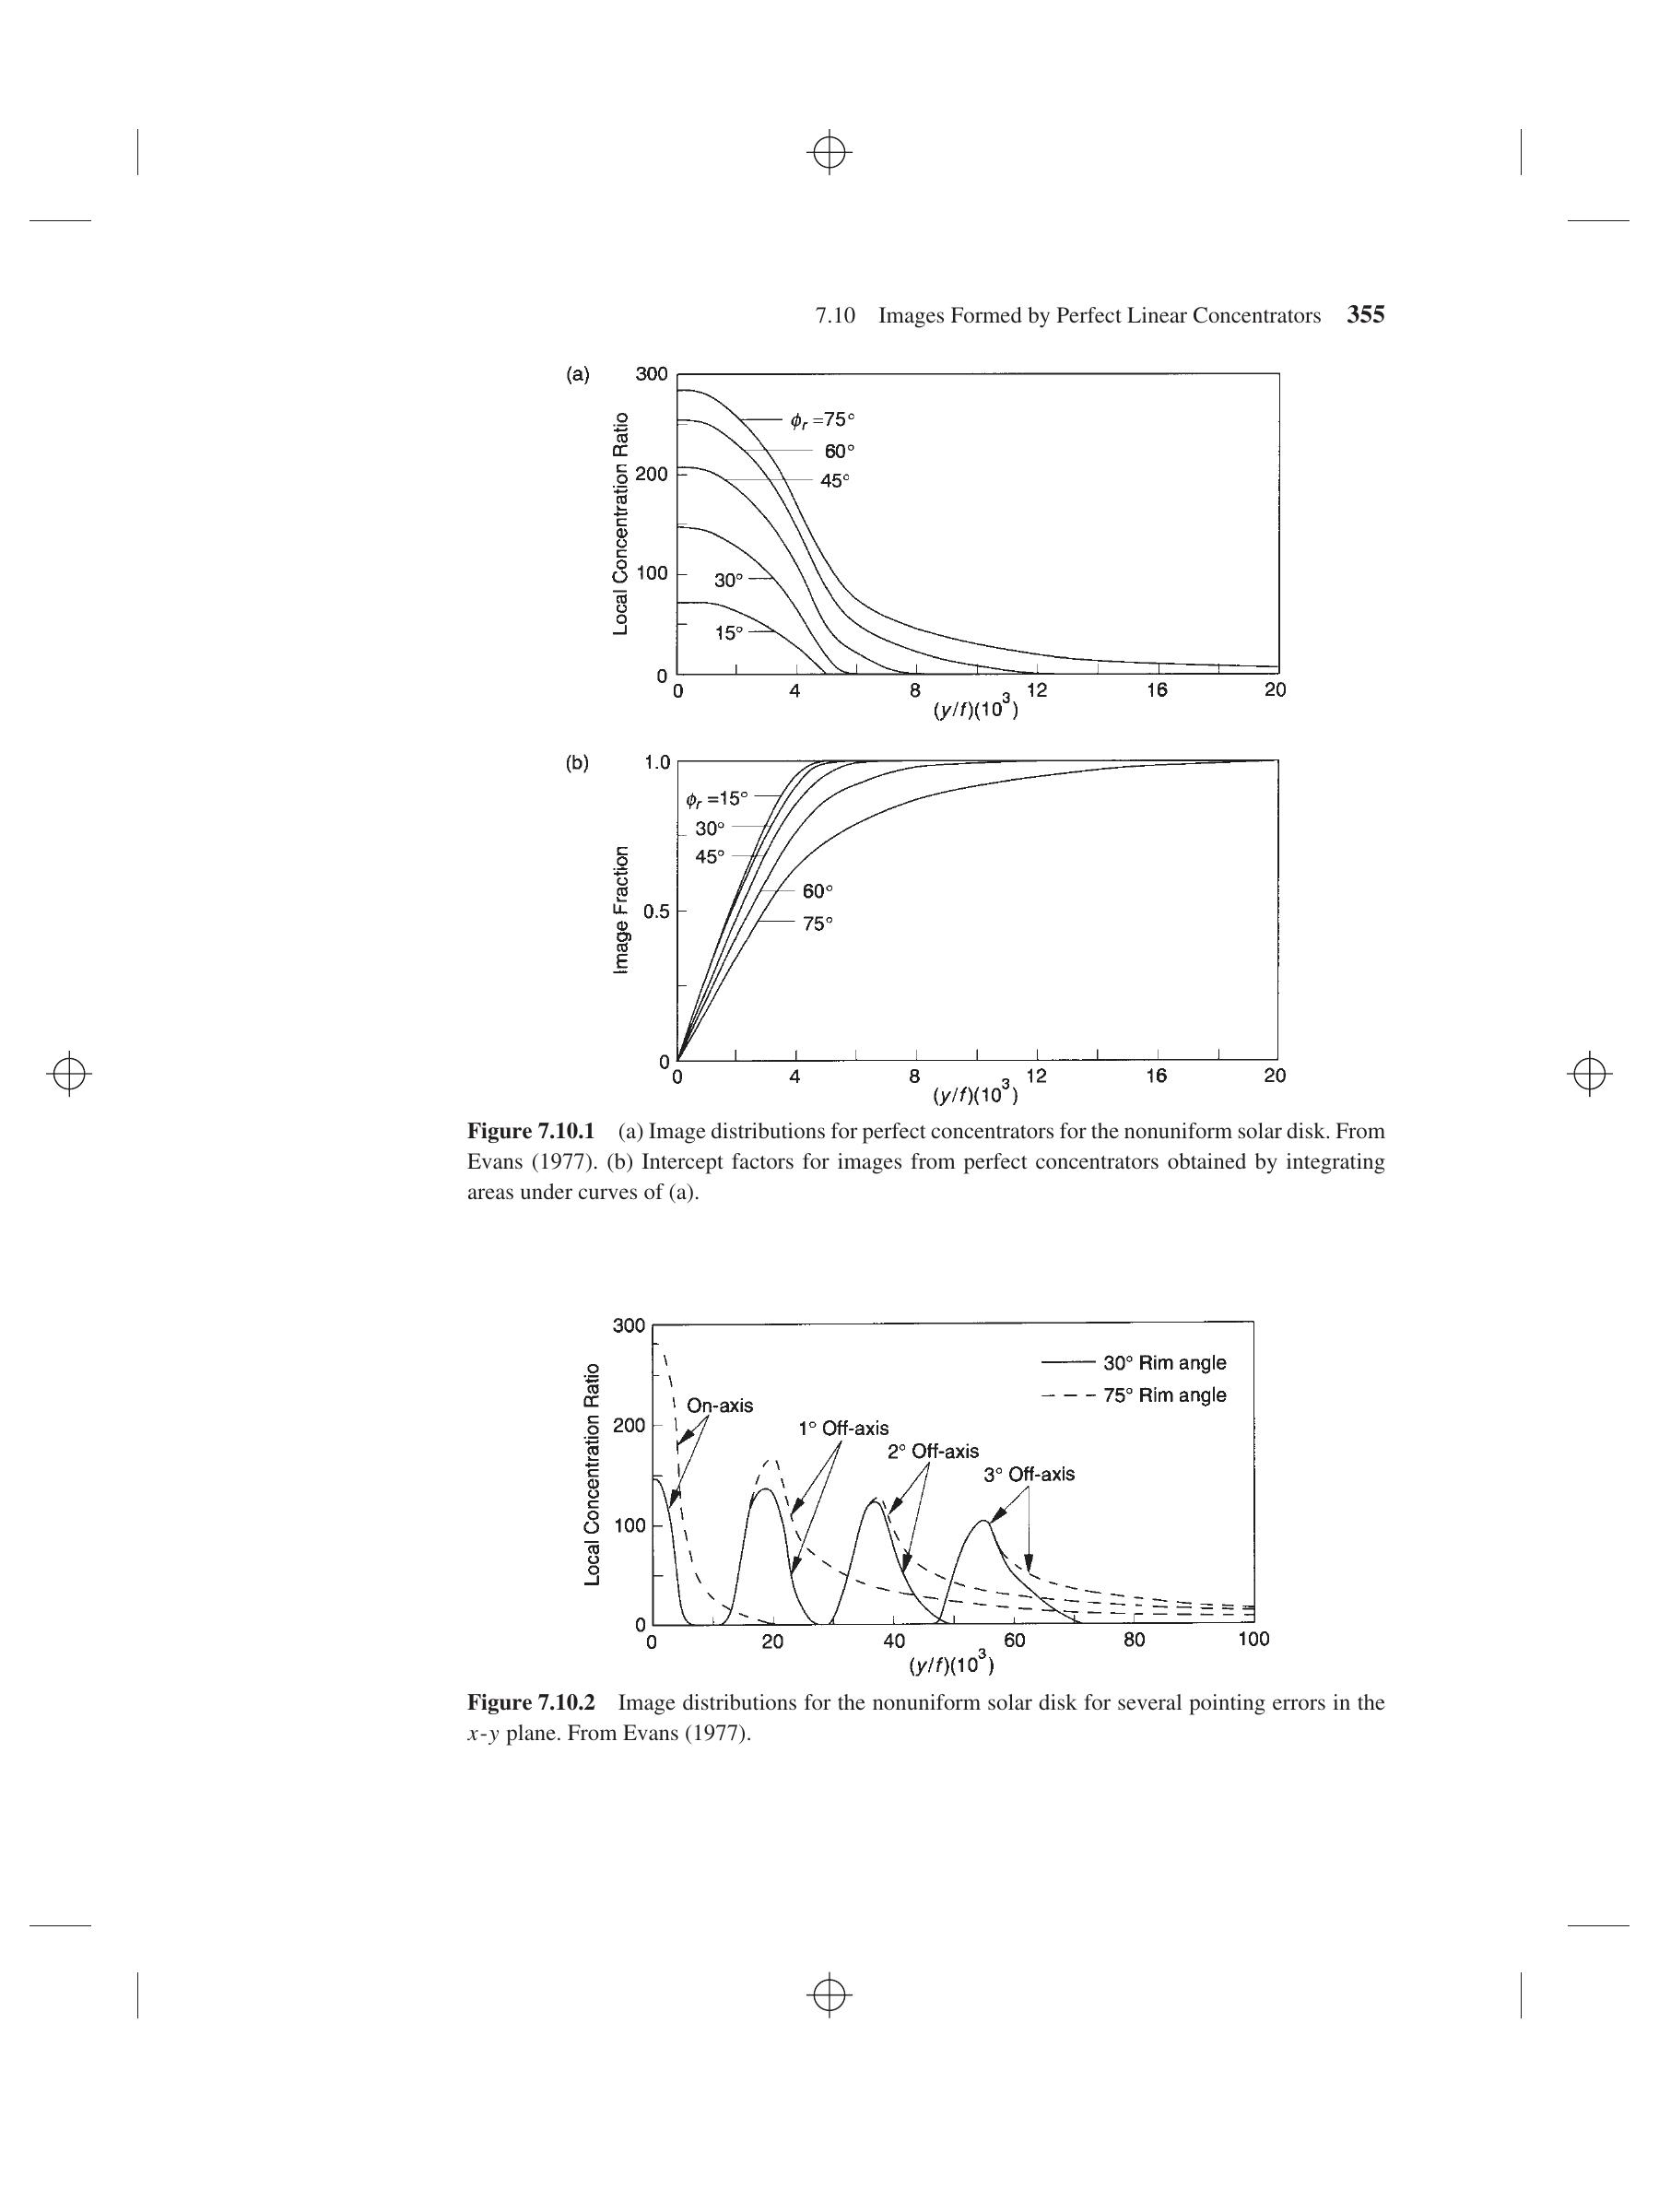 7.10 Images Formed by Perfect Linear Concentrators 355
(a)
300
200
100
0
Local Concentration Ratio
ϕr =75°
60°
45°
30°
15°
0 4 8 12 16 20
(y/f)(10³)
(b)
1.0
0.5
0
Image Fraction
ϕr =15°
30°
45°
60°
75°
0 4 8 12 16 20
(y/f)(10³)
Figure 7.10.1 (a) Image distributions for perfect concentrators for the nonuniform solar disk. From
Evans (1977). (b) Intercept factors for images from perfect concentrators obtained by integrating
areas under curves of (a).
300
200
100
0
Local Concentration Ratio
30° Rim angle
75° Rim angle
On-axis
1° Off-axis
2° Off-axis
3° Off-axis
0 20 40 60 80 100
(y/f)(10³)
Figure 7.10.2 Image distributions for the nonuniform solar disk for several pointing errors in the
x-y plane. From Evans (1977).